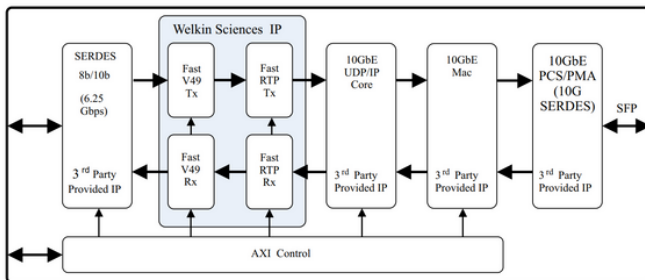 Welkin Sciences IP
SERDES
8b/10b
(6.25
Gbps)
3rd Party
Provided IP
Fast
V49
Tx
Fast
RTP
Tx
Fast
V49
Rx
Fast
RTP
Rx
10GbE
UDP/IP
Core
3rd Party
Provided IP
10GbE
Mac
3rd Party
Provided IP
10GbE
PCS/PMA
(10G
SERDES)
3rd Party
Provided IP
SFP
AXI Control